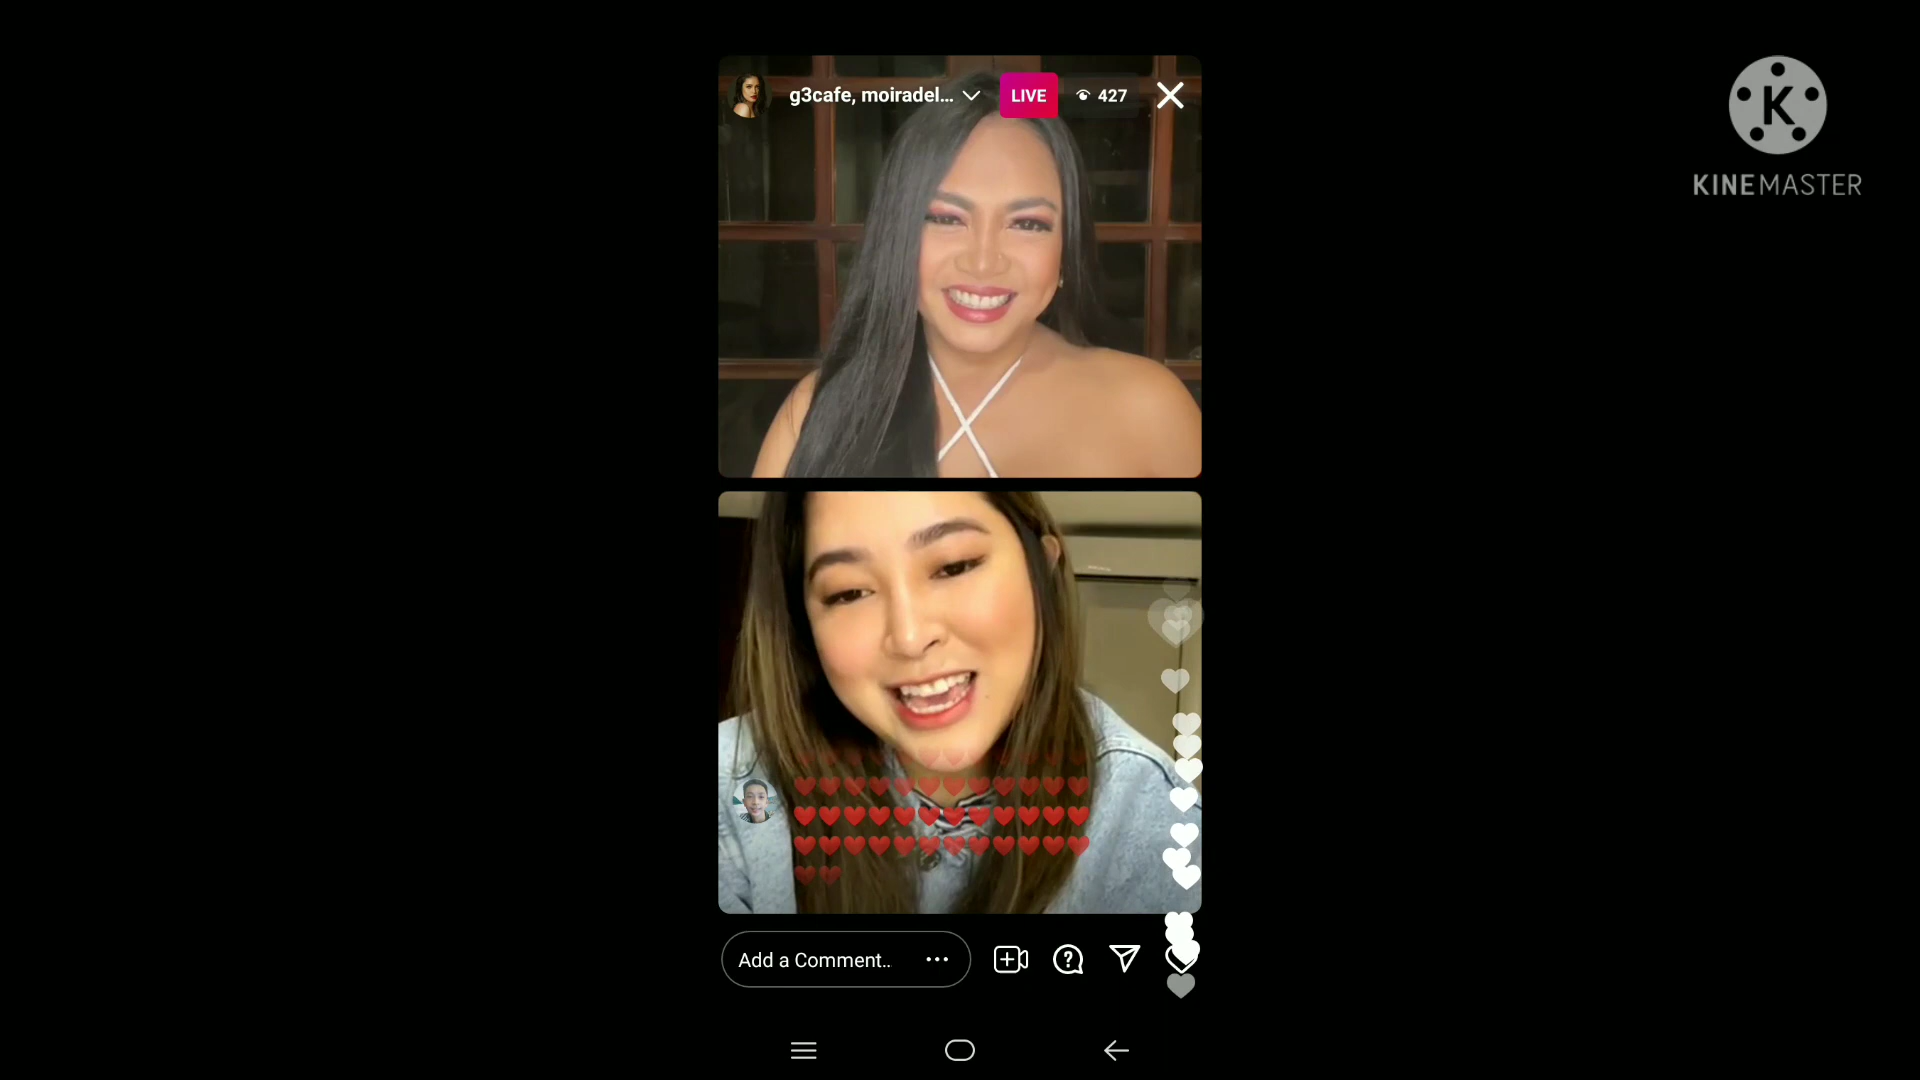 g3cafe, moiradel...
LIVE
427
KINEMASTER
Add a Comment..